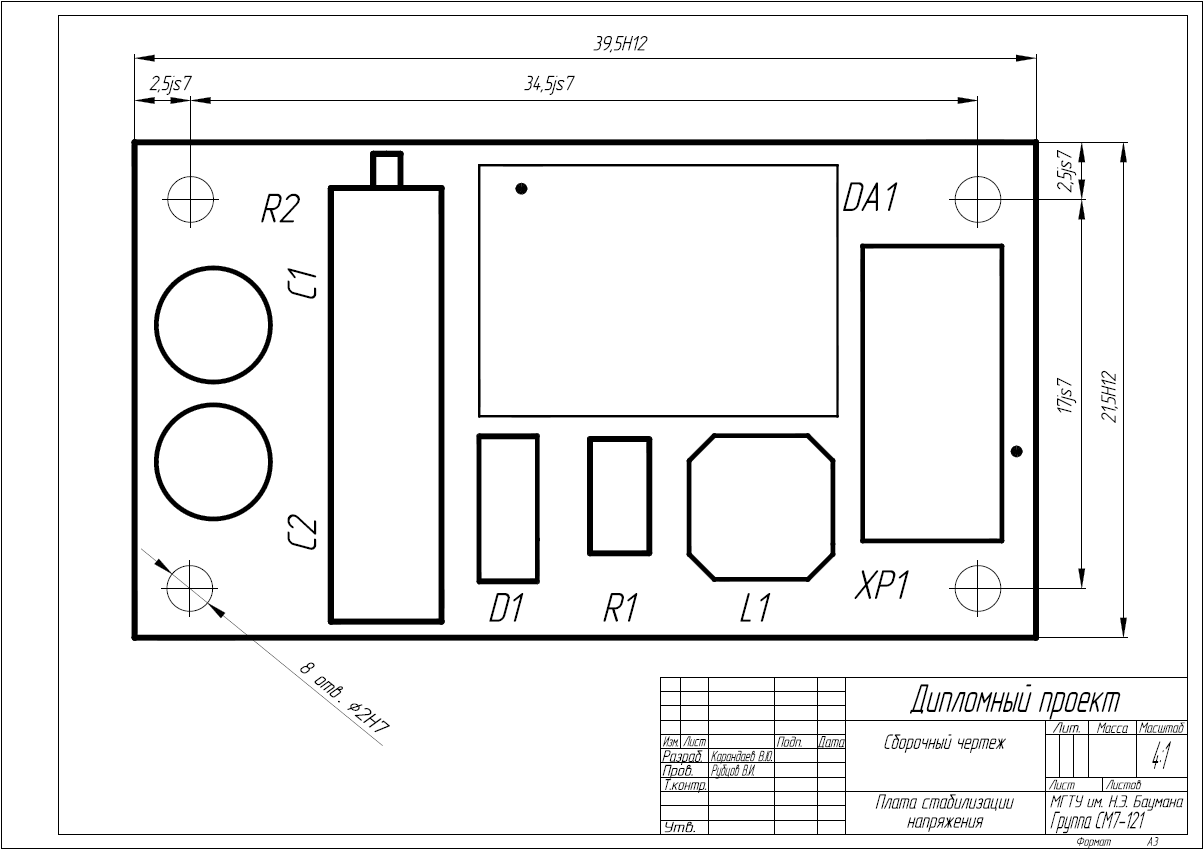 39,5H12
2,5js7
34,5js7
2,5js7
R2
DA1
C1
17js7
21,5H12
C2
D1
R1
L1
XP1
8 отв. ⌀2H7
Дипломный проект
Сборочный чертеж
Лит.
Масса
Масштаб
4:1
Изм.
Лист
Подп.
Дата
Разраб.
Карандаев В.Ю.
Пров.
Рубцов В.И.
Т.контр.
Лист
Листов
Утв.
Плата стабилизации
напряжения
МГТУ им. Н.Э. Баумана
Группа СМ7-121
Формат
А3